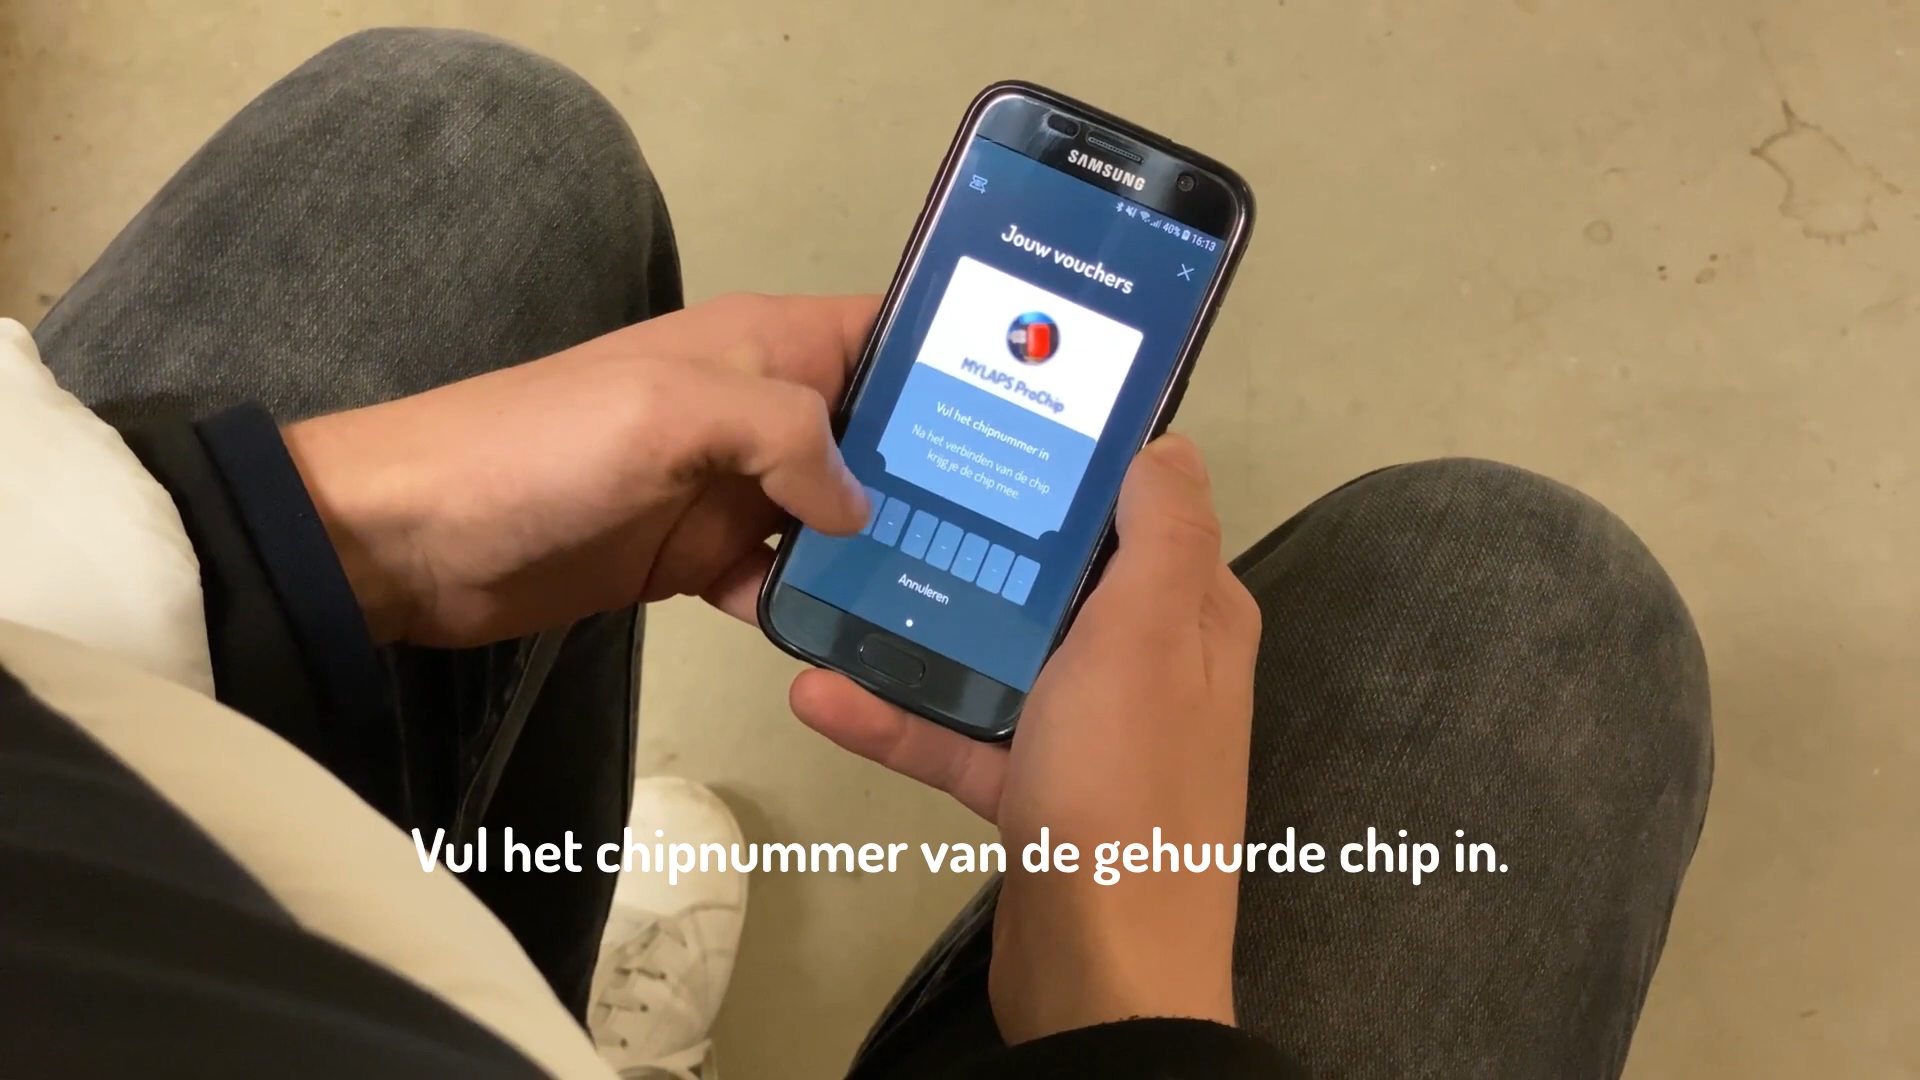 SAMSUNG
40% 16:13
Jouw vouchers
MYLAPS ProChip
Vul het chipnummer in
Na het verbinden van de chip
krijg je de chip mee.
Annuleren
Vul het chipnummer van de gehuurde chip in.